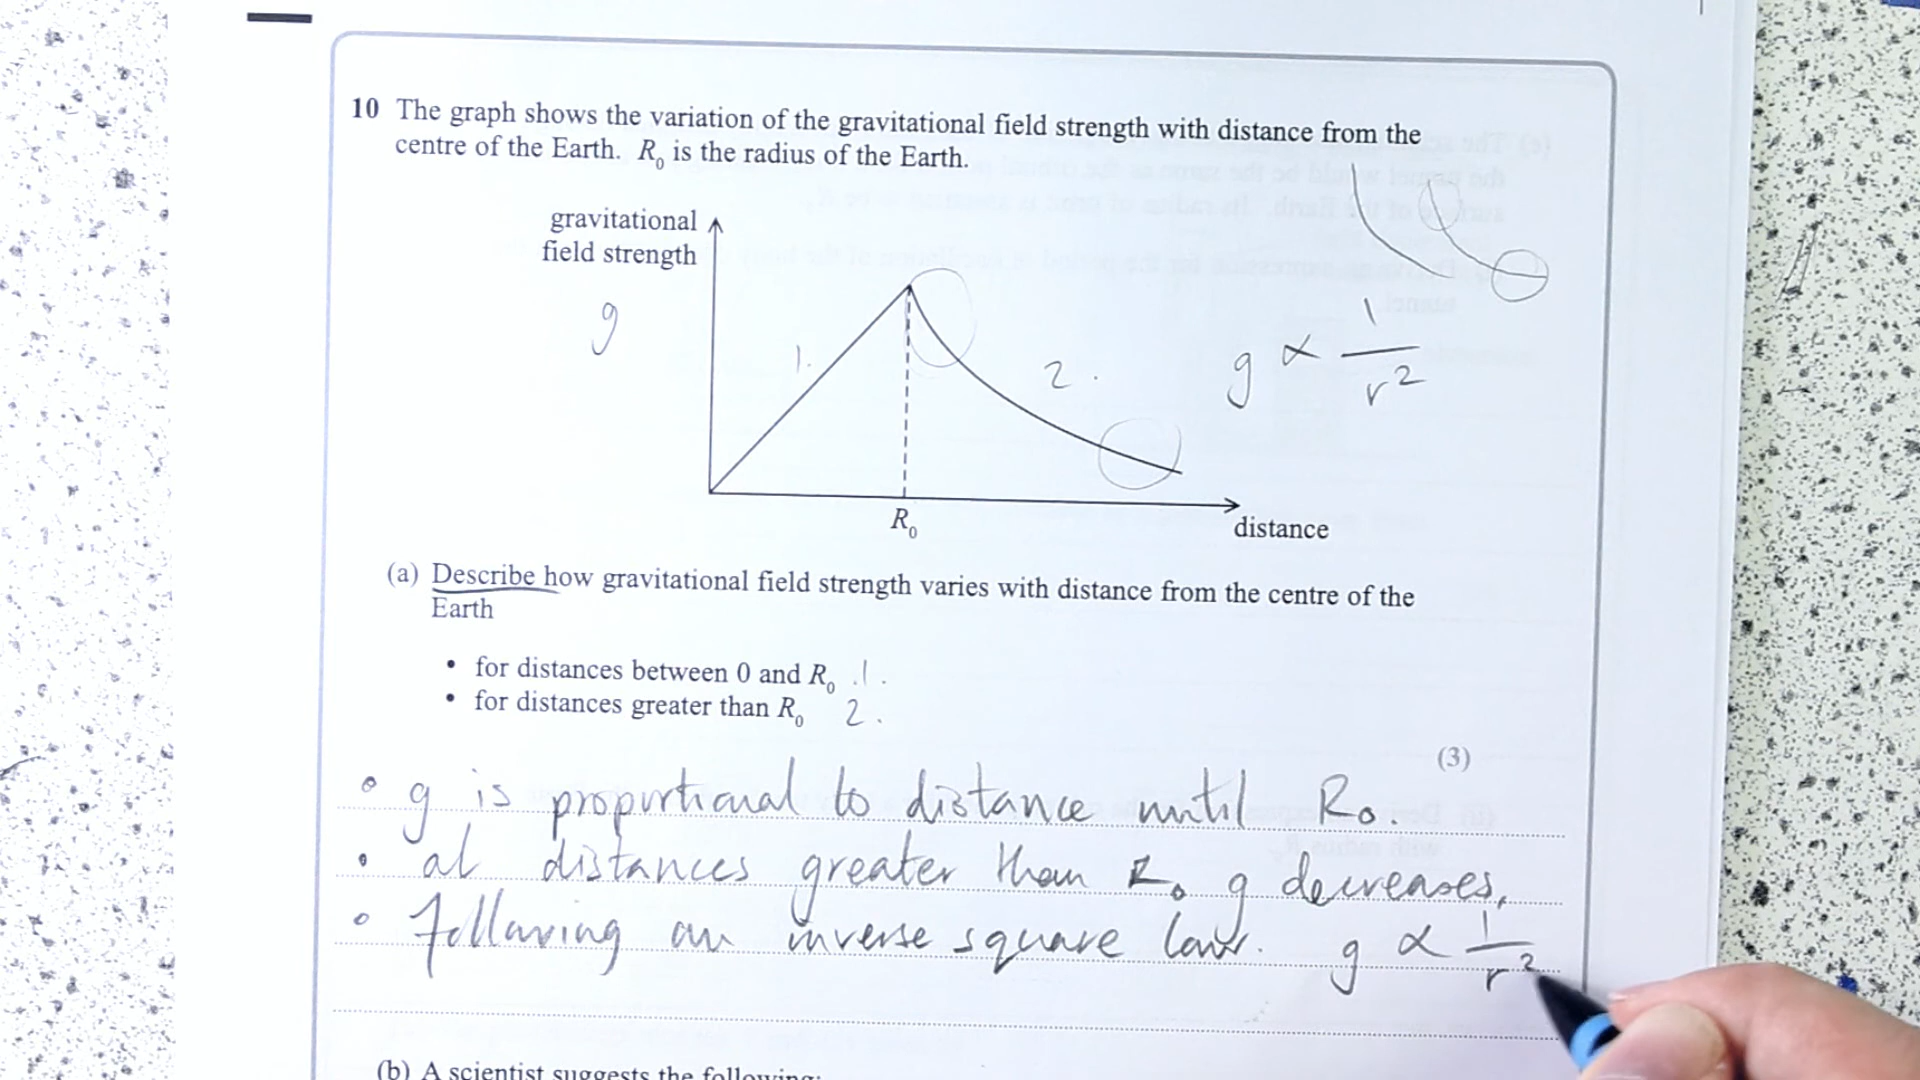 10 The graph shows the variation of the gravitational field strength with distance from the
centre of the Earth. R₀ is the radius of the Earth.
gravitational
field strength
g
1.
2.
g ∝ 1/r²
R₀
distance
(a) Describe how gravitational field strength varies with distance from the centre of the
Earth
• for distances between 0 and R₀ .1.
• for distances greater than R₀ 2.
(3)
• g is proportional to distance until R₀.
• at distances greater than R₀ g decreases,
• following an inverse square law. g ∝ 1/r²
(b) A scientist suggests the following: